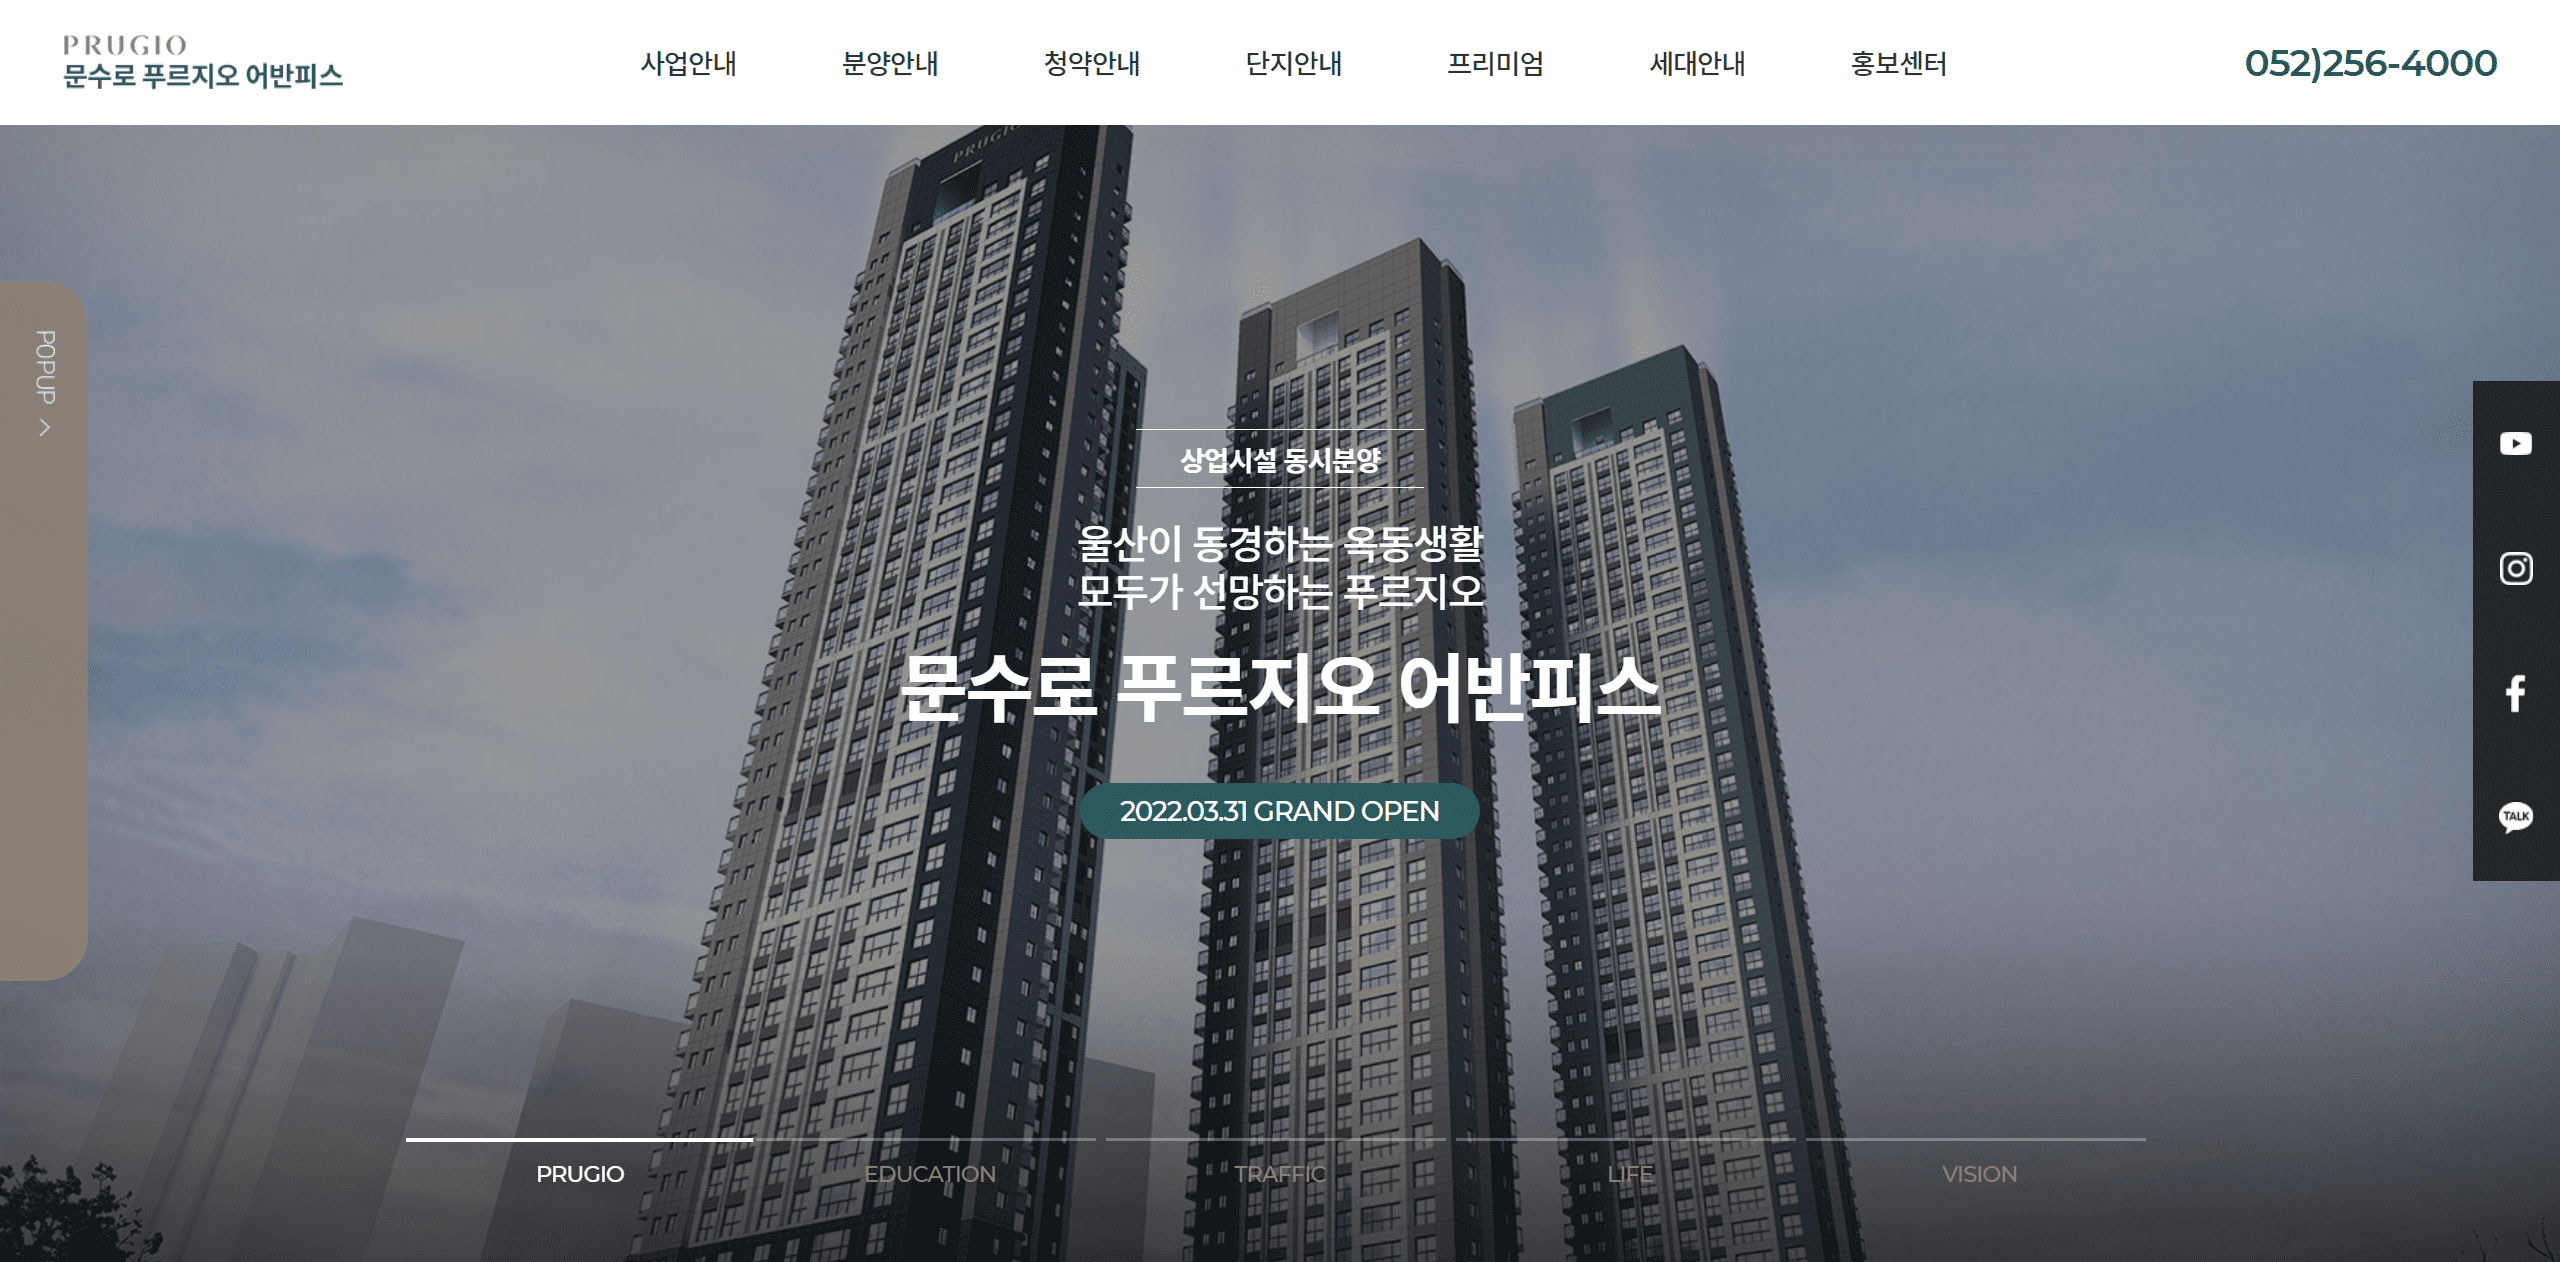 PRUGIO
문수로 푸르지오 어반피스
사업안내
분양안내
청약안내
단지안내
프리미엄
세대안내
홍보센터
052)256-4000
PRUGIO
POPUP
상업시설 동시분양
울산이 동경하는 옥동생활
모두가 선망하는 푸르지오
문수로 푸르지오 어반피스
2022.03.31 GRAND OPEN
TALK
PRUGIO
EDUCATION
TRAFFIC
LIFE
VISION